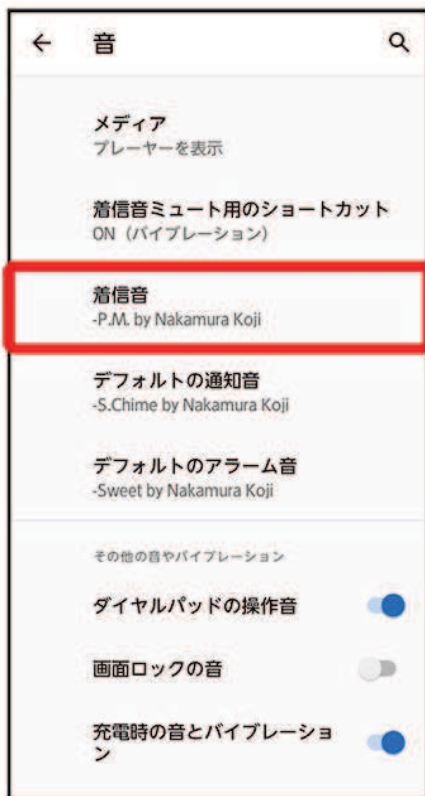 音
メディア
プレーヤーを表示
着信音ミュート用のショートカット
ON（バイブレーション）
着信音
-P.M. by Nakamura Koji
デフォルトの通知音
-S.Chime by Nakamura Koji
デフォルトのアラーム音
-Sweet by Nakamura Koji
その他の音やバイブレーション
ダイヤルパッドの操作音
画面ロックの音
充電時の音とバイブレーショ
ン